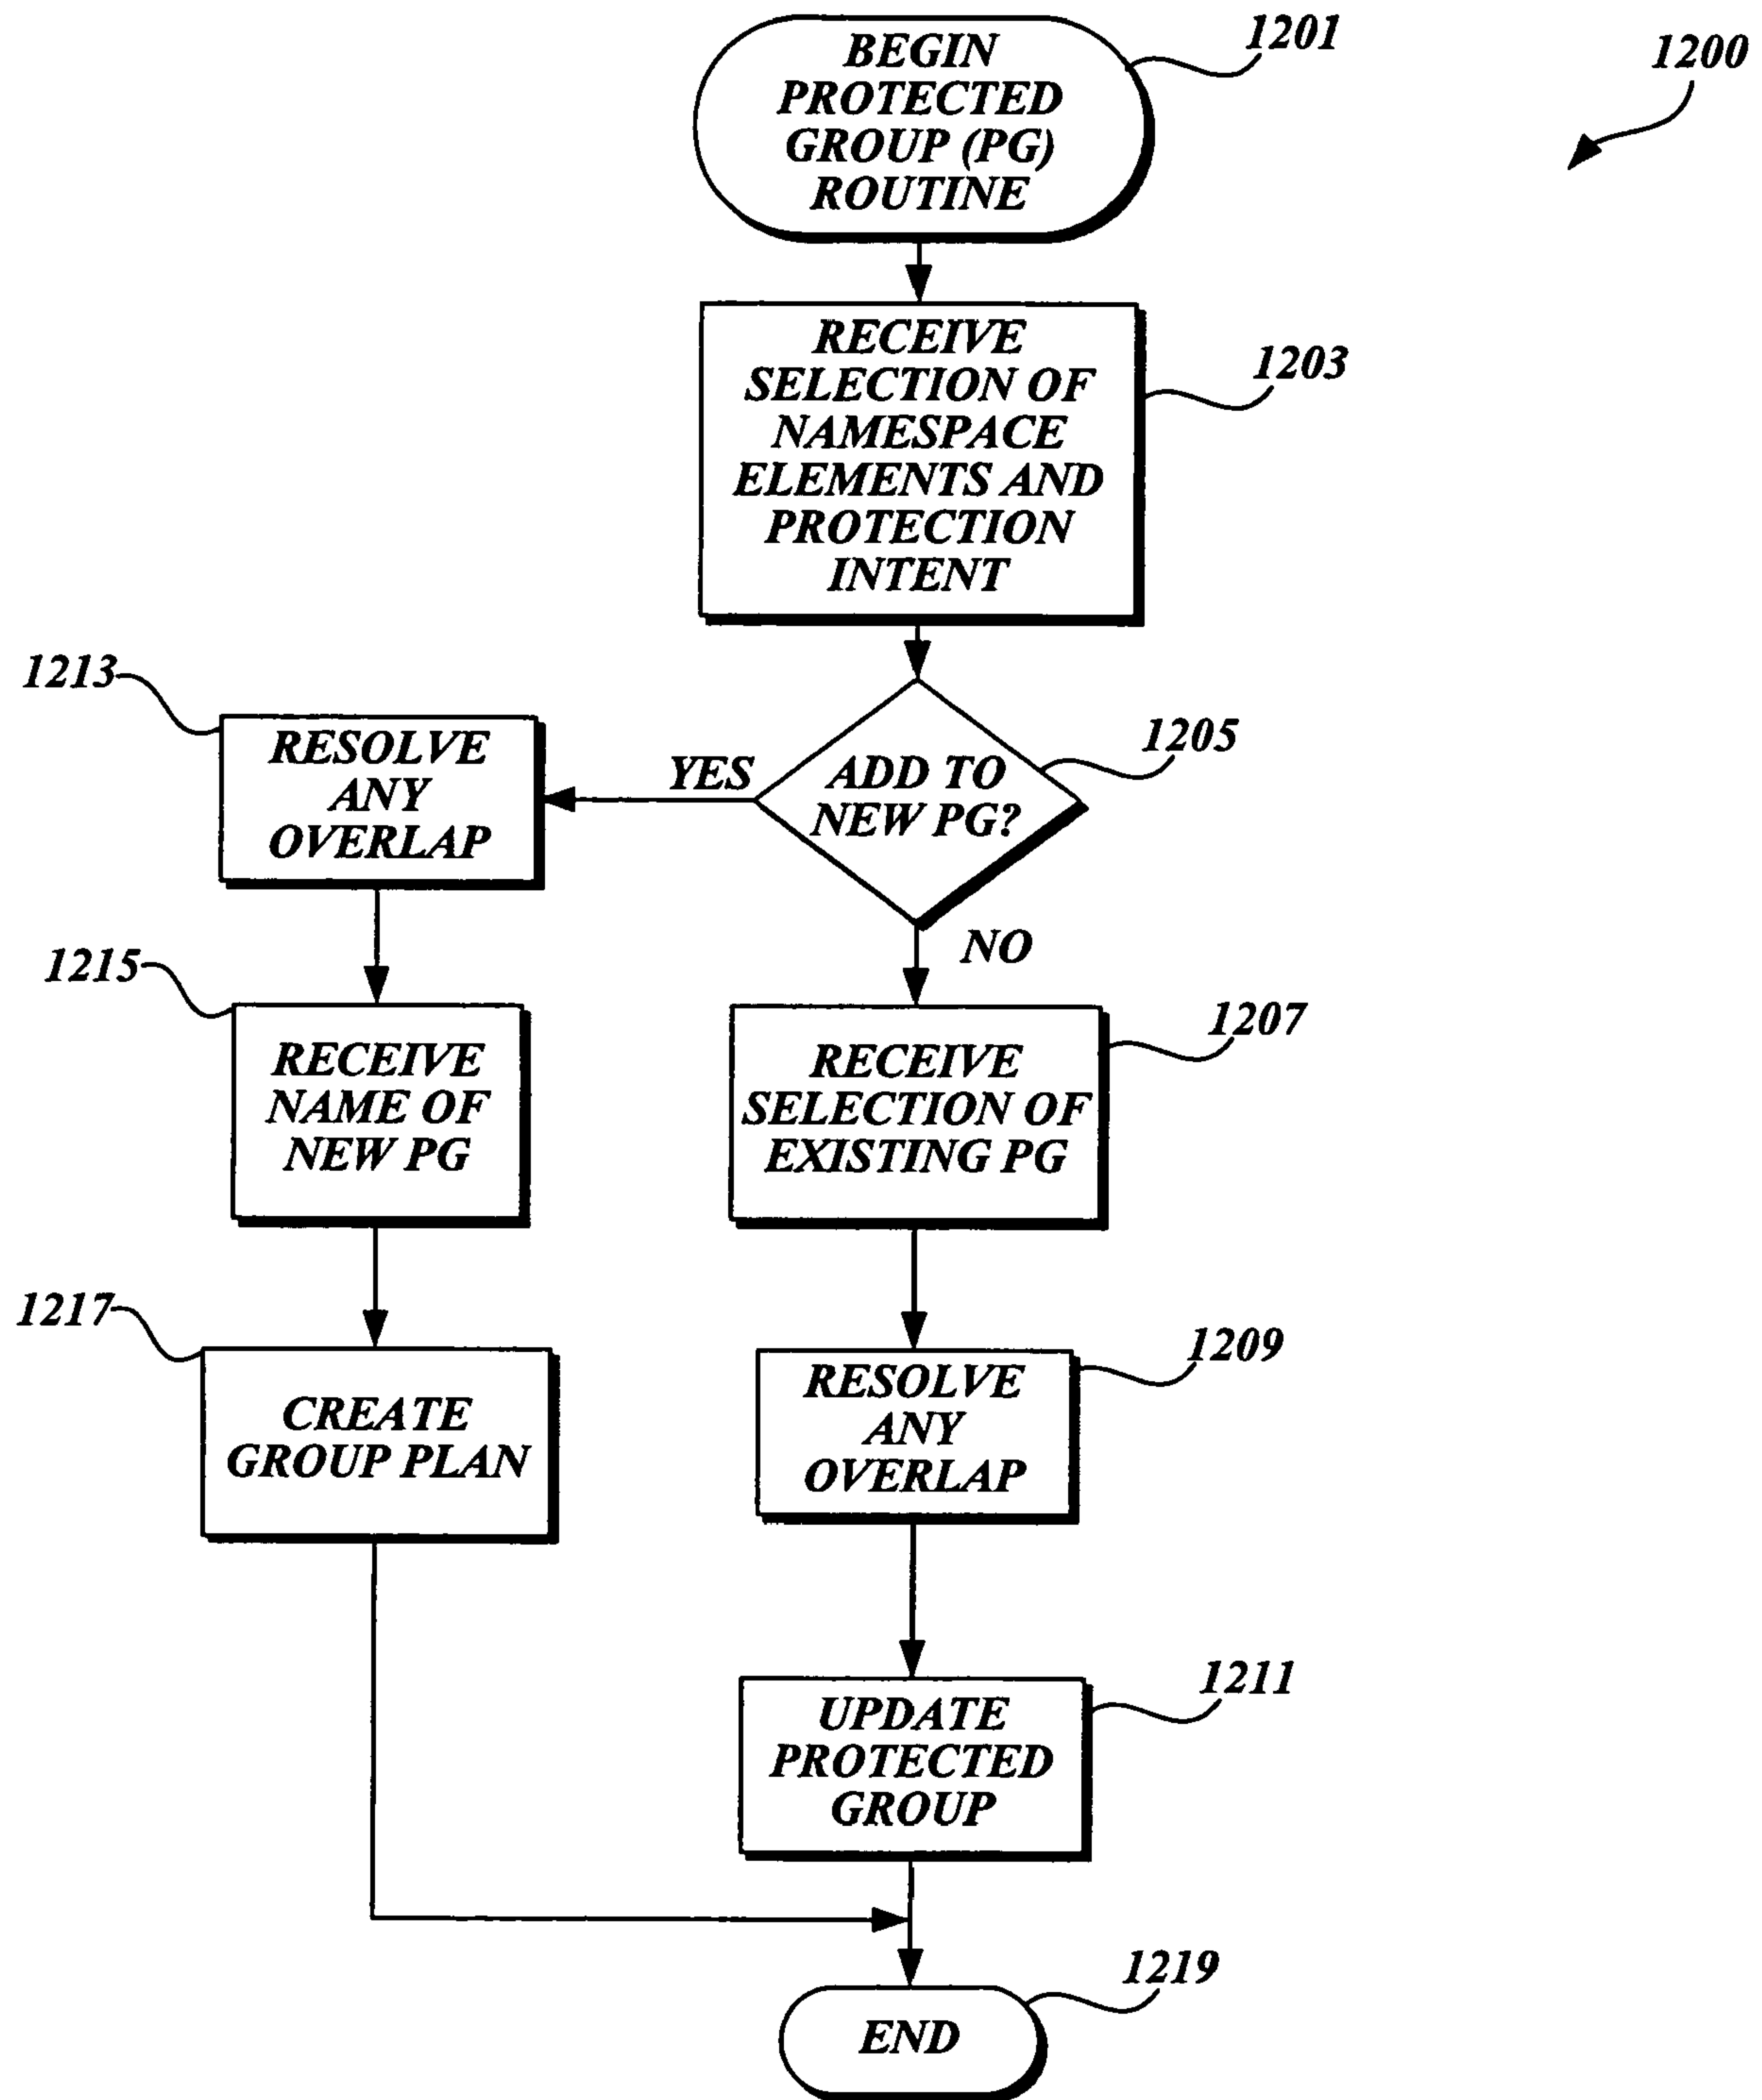 BEGIN
PROTECTED
GROUP (PG)
ROUTINE
1201
1200
RECEIVE
SELECTION OF
NAMESPACE
ELEMENTS AND
PROTECTION
INTENT
1203
ADD TO
NEW PG?
1205
YES
NO
1213
RESOLVE
ANY
OVERLAP
1215
RECEIVE
NAME OF
NEW PG
1217
CREATE
GROUP PLAN
RECEIVE
SELECTION OF
EXISTING PG
1207
RESOLVE
ANY
OVERLAP
1209
UPDATE
PROTECTED
GROUP
1211
END
1219